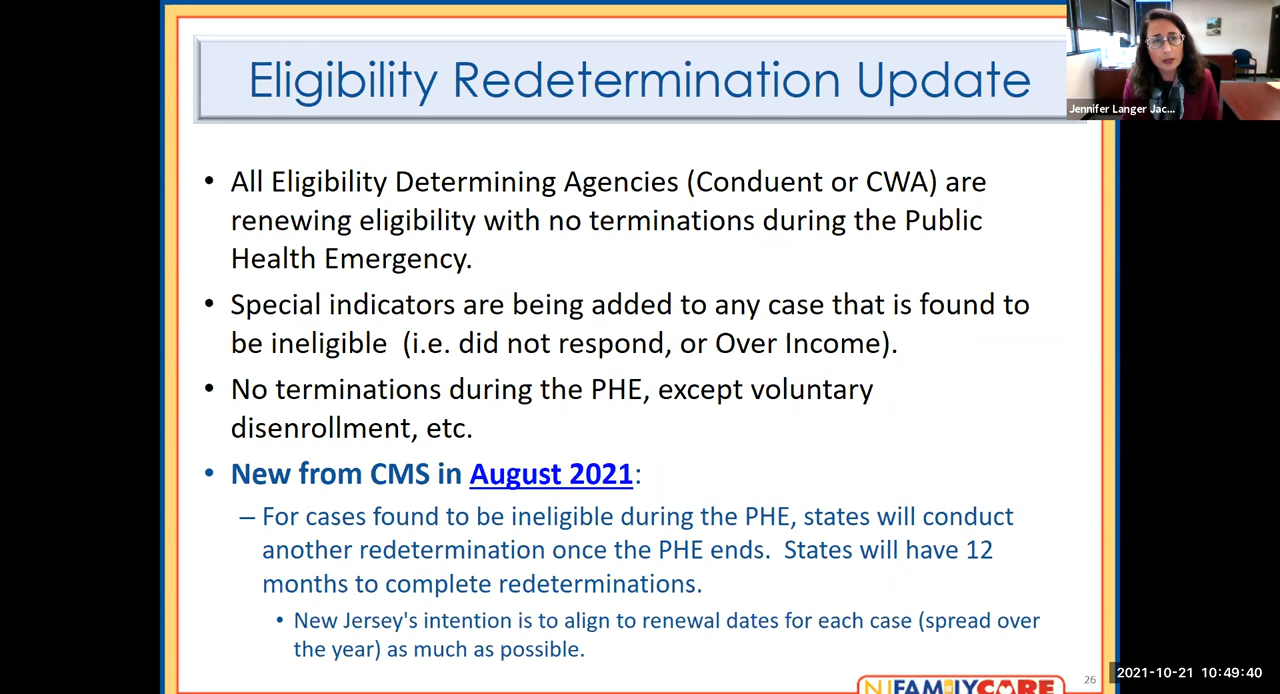 Eligibility Redetermination Update
Jennifer Langer Jac...
• All Eligibility Determining Agencies (Conduent or CWA) are
renewing eligibility with no terminations during the Public
Health Emergency.
• Special indicators are being added to any case that is found to
be ineligible  (i.e. did not respond, or Over Income).
• No terminations during the PHE, except voluntary
disenrollment, etc.
• New from CMS in August 2021:
– For cases found to be ineligible during the PHE, states will conduct
another redetermination once the PHE ends.  States will have 12
months to complete redeterminations.
• New Jersey's intention is to align to renewal dates for each case (spread over
the year) as much as possible.
NJFAMILYCARE
26
2021-10-21 10:49:40